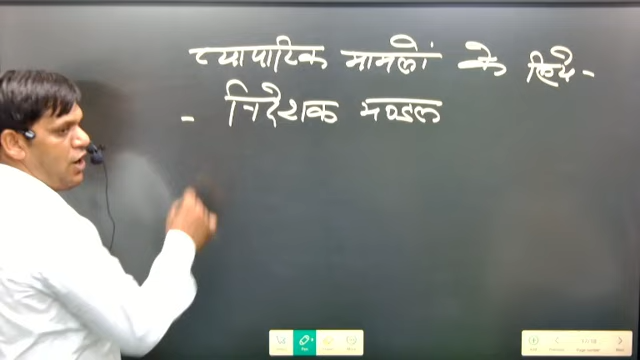 व्यापारिक मामलों के लिये -
- निदेशक मण्डल